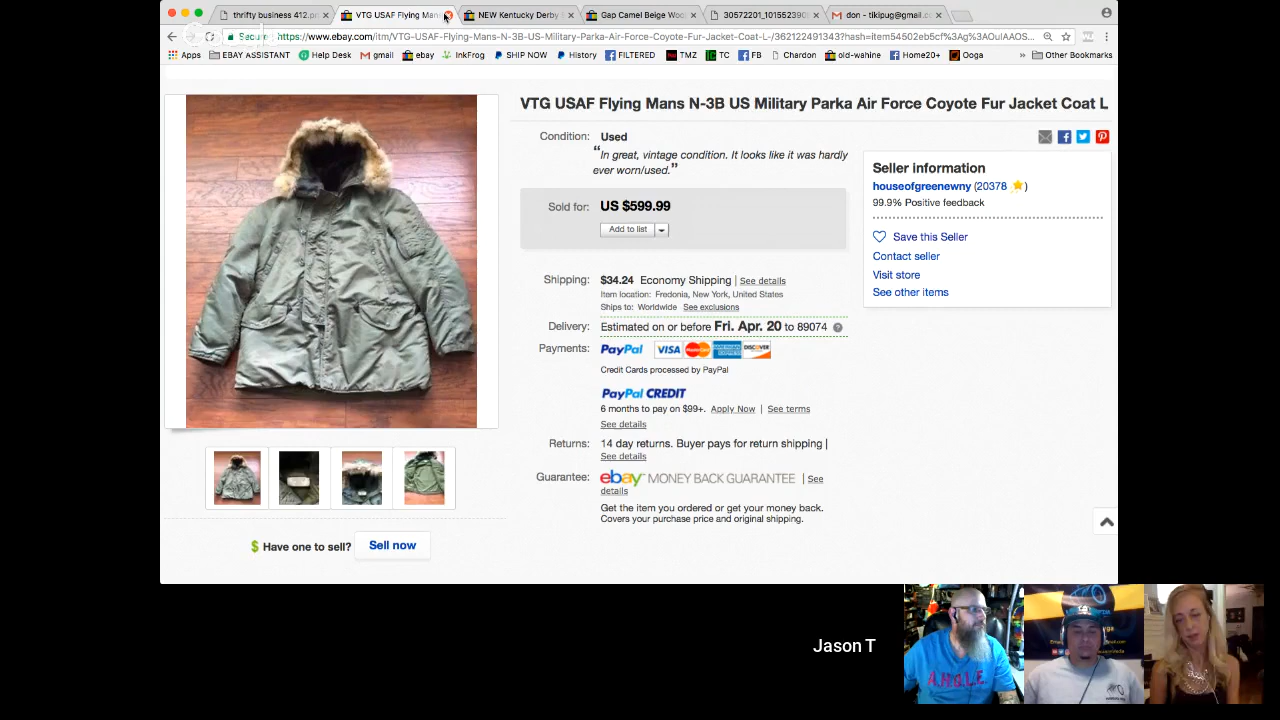 thrifty business 412.pn
VTG USAF Flying Mans
NEW Kentucky Derby
Gap Camel Beige Woo
30572201_1015523905
don - tikipug@gmail.c
Secure
https://www.ebay.com/itm/VTG-USAF-Flying-Mans-N-3B-US-Military-Parka-Air-Force-Coyote-Fur-Jacket-Coat-L-/362122491343?hash=item54502eb5cf%3Ag%3AOuIAAOS...
Apps
EBAY ASSISTANT
Help Desk
gmail
ebay
InkFrog
SHIP NOW
History
FILTERED
TMZ
TC
FB
Chardon
old-wahine
Home20+
Ooga
»
Other Bookmarks
VTG USAF Flying Mans N-3B US Military Parka Air Force Coyote Fur Jacket Coat L
Condition: Used
“In great, vintage condition. It looks like it was hardly
ever worn/used.”
Sold for: US $599.99
Add to list
Shipping: $34.24 Economy Shipping | See details
Item location: Fredonia, New York, United States
Ships to: Worldwide See exclusions
Delivery: Estimated on or before Fri. Apr. 20 to 89074
Payments: PayPal VISA MasterCard AMERICAN EXPRESS DISCOVER
Credit Cards processed by PayPal
PayPal CREDIT
6 months to pay on $99+. Apply Now | See terms
See details
Returns: 14 day returns. Buyer pays for return shipping |
See details
Guarantee: ebay MONEY BACK GUARANTEE | See
details
Get the item you ordered or get your money back.
Covers your purchase price and original shipping.
Seller information
houseofgreenewny (20378)
99.9% Positive feedback
Save this Seller
Contact seller
Visit store
See other items
$ Have one to sell? Sell now
Jason T
A.H.O.L.E.